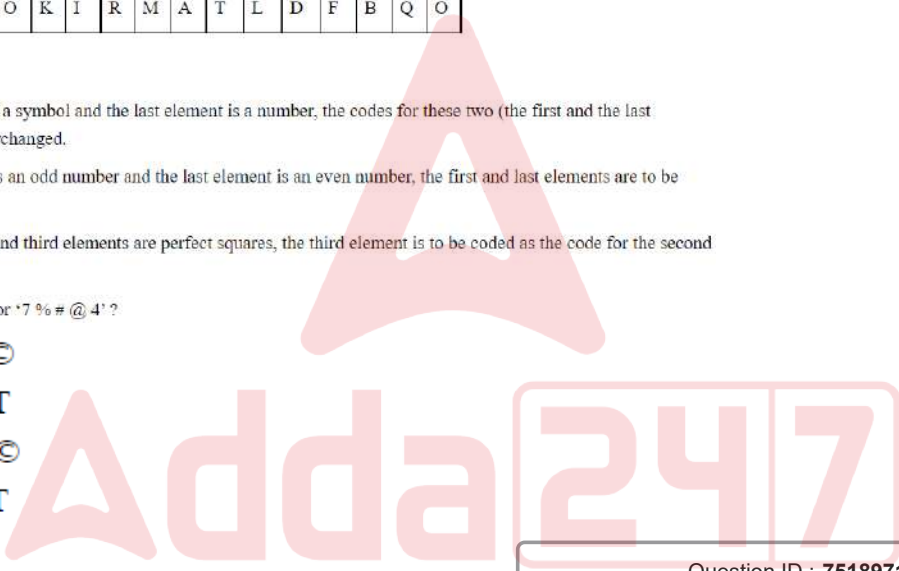 O K I R M A T L D F B Q O
a symbol and the last element is a number, the codes for these two (the first and the last
changed.
an odd number and the last element is an even number, the first and last elements are to be
nd third elements are perfect squares, the third element is to be coded as the code for the second
or '7 % # @ 4' ?
©
T
©
T
Adda 247
Question ID : 751897